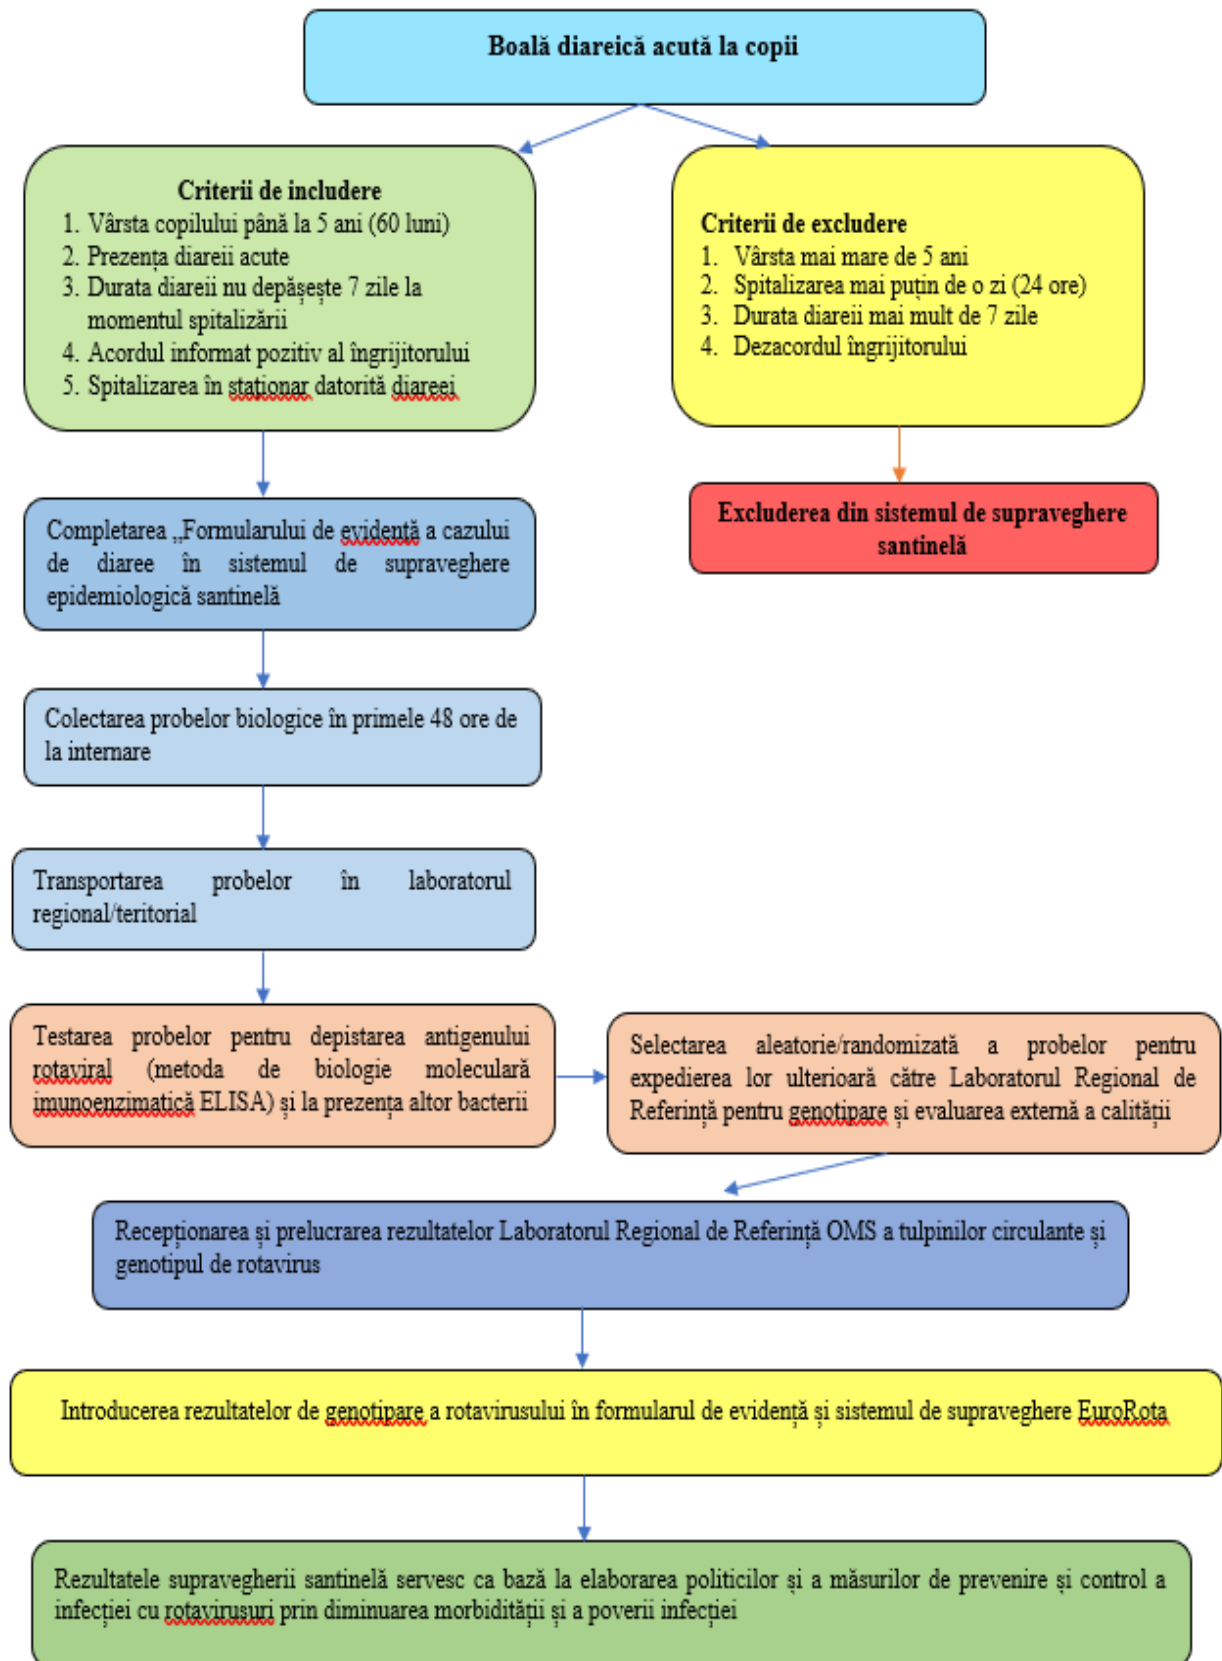 Boală diareică acută la copii
Criterii de includere
1. Vârsta copilului până la 5 ani (60 luni)
2. Prezența diareii acute
3. Durata diareii nu depășește 7 zile la
momentul spitalizării
4. Acordul informat pozitiv al îngrijitorului
5. Spitalizarea în staționar datorită diareei
Criterii de excludere
1. Vârsta mai mare de 5 ani
2. Spitalizarea mai puțin de o zi (24 ore)
3. Durata diareii mai mult de 7 zile
4. Dezacordul îngrijitorului
Excluderea din sistemul de supraveghere
santinelă
Completarea „Formularului de evidență a cazului
de diaree în sistemul de supraveghere
epidemiologică santinelă
Colectarea probelor biologice în primele 48 ore de
la internare
Transportarea probelor în laboratorul
regional/teritorial
Testarea probelor pentru depistarea antigenului
rotaviral (metoda de biologie moleculară
imunoenzimatică ELISA) și la prezența altor bacterii
Selectarea aleatorie/randomizată a probelor pentru
expedierea lor ulterioară către Laboratorul Regional de
Referință pentru genotipare și evaluarea externă a calității
Recepționarea și prelucrarea rezultatelor Laboratorul Regional de Referință OMS a tulpinilor circulante și
genotipul de rotavirus
Introducerea rezultatelor de genotipare a rotavirusului în formularul de evidență și sistemul de supraveghere EuroRota
Rezultatele supravegherii santinelă servesc ca bază la elaborarea politicilor și a măsurilor de prevenire și control a
infecției cu rotavirusuri prin diminuarea morbidității și a poverii infecției